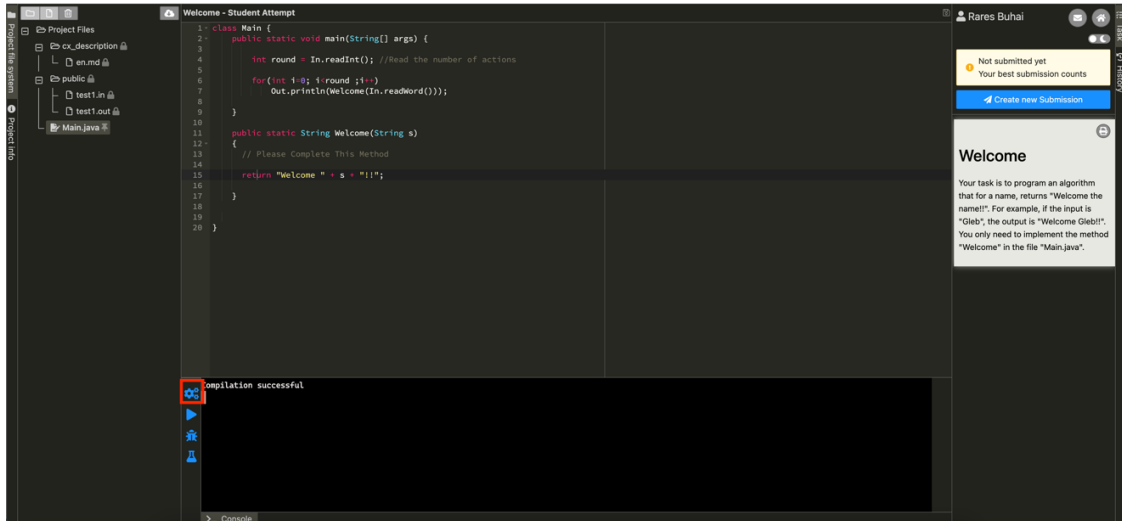 Project file system
Project info
Project Files
cx_description
en.md
public
test1.in
test1.out
Main.java
Welcome - Student Attempt
1 class Main {
2 public static void main(String[] args) {
3
4 int round = In.readInt(); //Read the number of actions
5
6 for(int i=0; i<round ;i++)
7 Out.println(Welcome(In.readWord()));
8
9 }
10
11 public static String Welcome(String s)
12 {
13 // Please Complete This Method
14
15 return "Welcome " + s + "!!";
16
17 }
18
19
20 }
Compilation successful
> Console
Rares Buhai
Not submitted yet
Your best submission counts
Create new Submission
Welcome
Your task is to program an algorithm
that for a name, returns "Welcome the
name!!". For example, if the input is
"Gleb", the output is "Welcome Gleb!!".
You only need to implement the method
"Welcome" in the file "Main.java".
Task
History